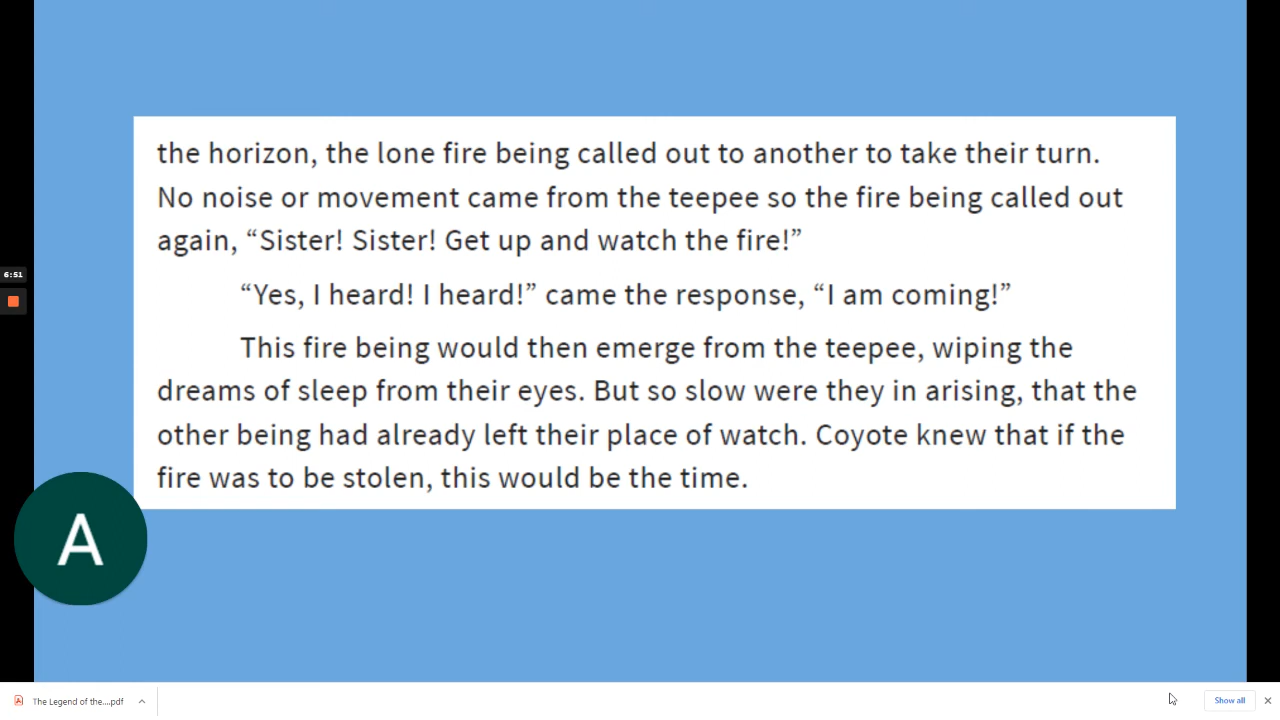 the horizon, the lone fire being called out to another to take their turn.
No noise or movement came from the teepee so the fire being called out
again, “Sister! Sister! Get up and watch the fire!”
“Yes, I heard! I heard!” came the response, “I am coming!”
This fire being would then emerge from the teepee, wiping the
dreams of sleep from their eyes. But so slow were they in arising, that the
other being had already left their place of watch. Coyote knew that if the
fire was to be stolen, this would be the time.
6:51
A
The Legend of the....pdf
Show all